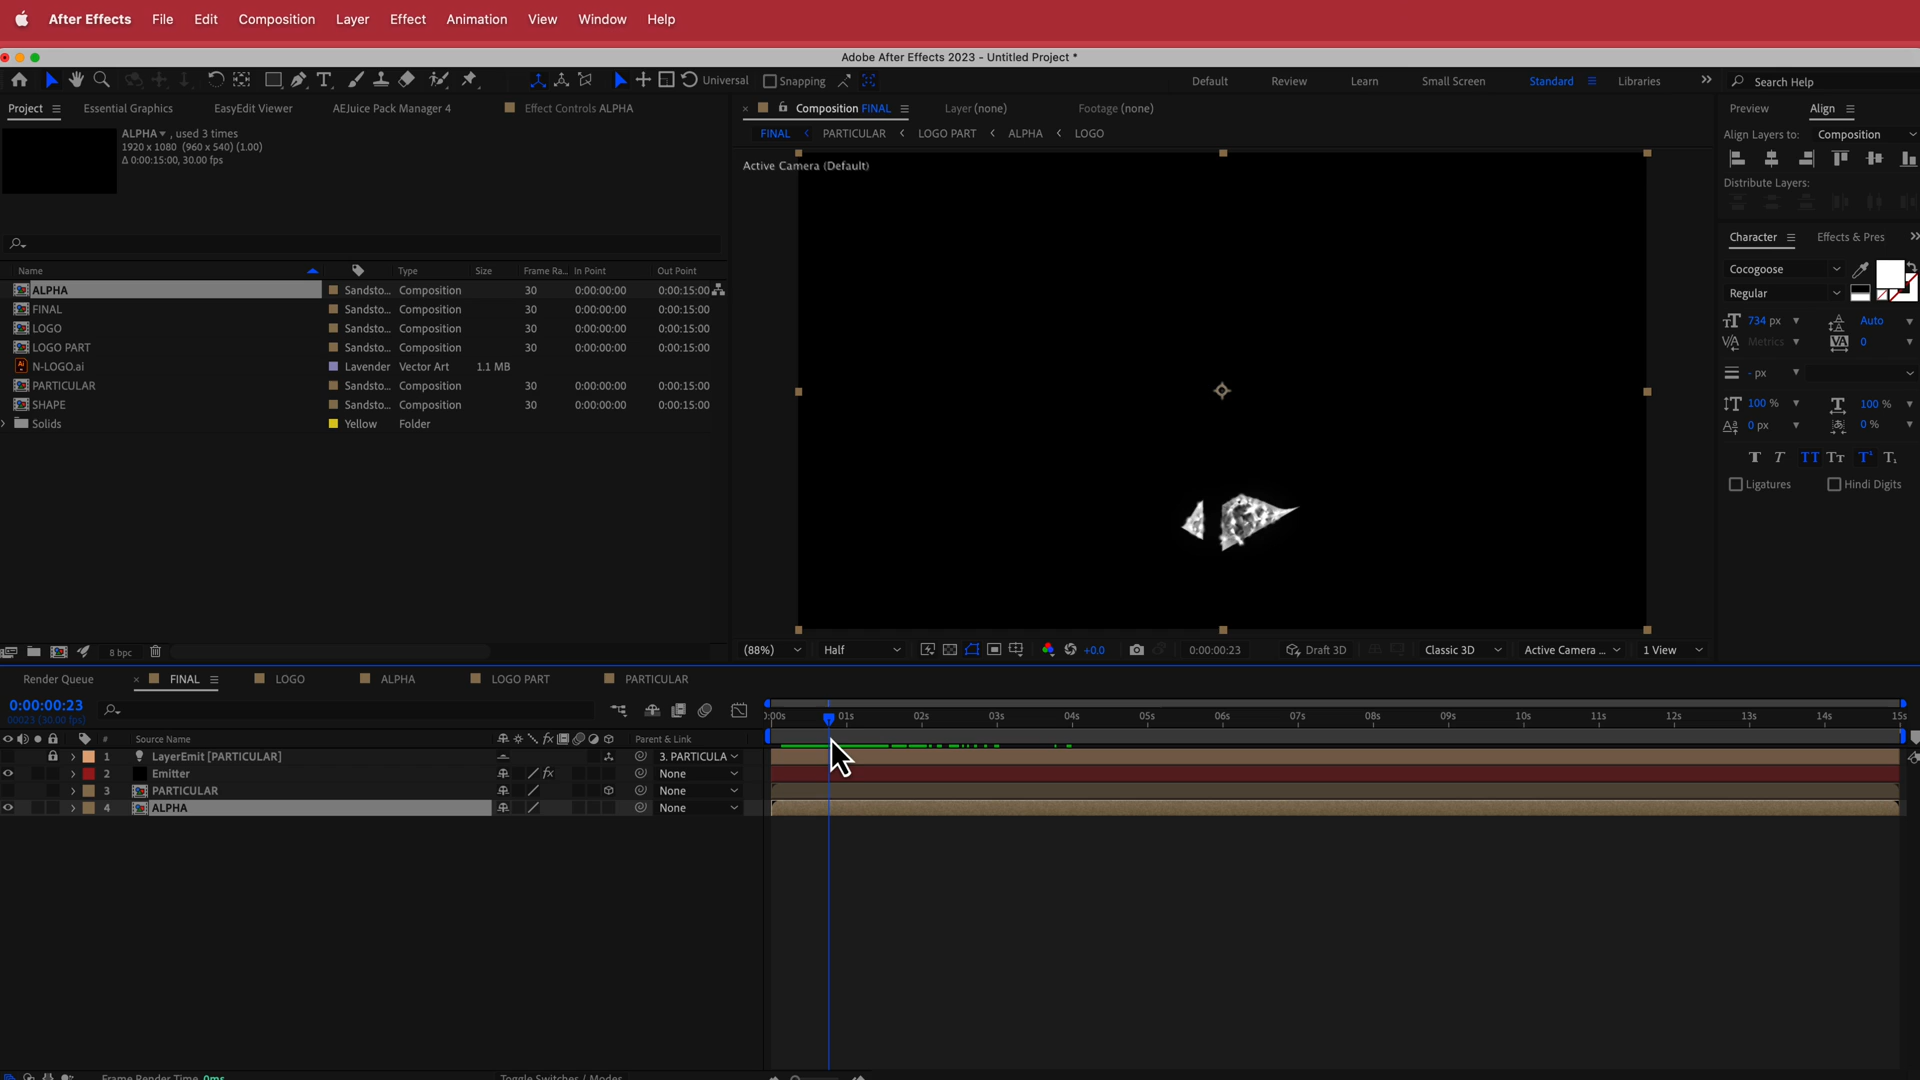 After Effects File Edit Composition Layer Effect Animation View Window Help
Adobe After Effects 2023 - Untitled Project *
Universal Snapping Default Review Learn Small Screen Standard Libraries Search Help
Project Essential Graphics EasyEdit Viewer AEJuice Pack Manager 4 Effect Controls ALPHA
Composition FINAL Layer (none) Footage (none)
Preview Align
ALPHA , used 3 times
1920 x 1080 (960 x 540) (1.00)
Δ 0:00:15:00, 30.00 fps
FINAL PARTICULAR LOGO PART ALPHA LOGO
Active Camera (Default)
Align Layers to: Composition
Distribute Layers:
Character Effects & Pres
Cocogoose
Regular
734 px Auto
Metrics 0
- px
100 % 100 %
0 px 0 %
Ligatures Hindi Digits
Name Type Size Frame Ra... In Point Out Point
ALPHA Sandsto... Composition 30 0:00:00:00 0:00:15:00
FINAL Sandsto... Composition 30 0:00:00:00 0:00:15:00
LOGO Sandsto... Composition 30 0:00:00:00 0:00:15:00
LOGO PART Sandsto... Composition 30 0:00:00:00 0:00:15:00
N-LOGO.ai Lavender Vector Art 1.1 MB
PARTICULAR Sandsto... Composition 30 0:00:00:00 0:00:15:00
SHAPE Sandsto... Composition 30 0:00:00:00 0:00:15:00
Solids Yellow Folder
8 bpc
(88%) Half +0.0 0:00:00:23 Draft 3D Classic 3D Active Camera ... 1 View
Render Queue FINAL LOGO ALPHA LOGO PART PARTICULAR
0:00:00:23
00023 (30.00 fps)
:00s 01s 02s 03s 04s 05s 06s 07s 08s 09s 10s 11s 12s 13s 14s 15s
# Source Name Parent & Link
1 LayerEmit [PARTICULAR] 3. PARTICULA
2 Emitter None
3 PARTICULAR None
4 ALPHA None
Frame Render Time 0ms Toggle Switches / Modes